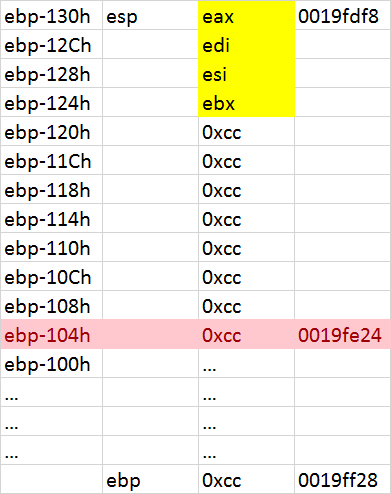 ebp-130h esp eax 0019fdf8
ebp-12Ch edi
ebp-128h esi
ebp-124h ebx
ebp-120h 0xcc
ebp-11Ch 0xcc
ebp-118h 0xcc
ebp-114h 0xcc
ebp-110h 0xcc
ebp-10Ch 0xcc
ebp-108h 0xcc
ebp-104h 0xcc 0019fe24
ebp-100h ...
... ...
... ...
... ...
ebp 0xcc 0019ff28